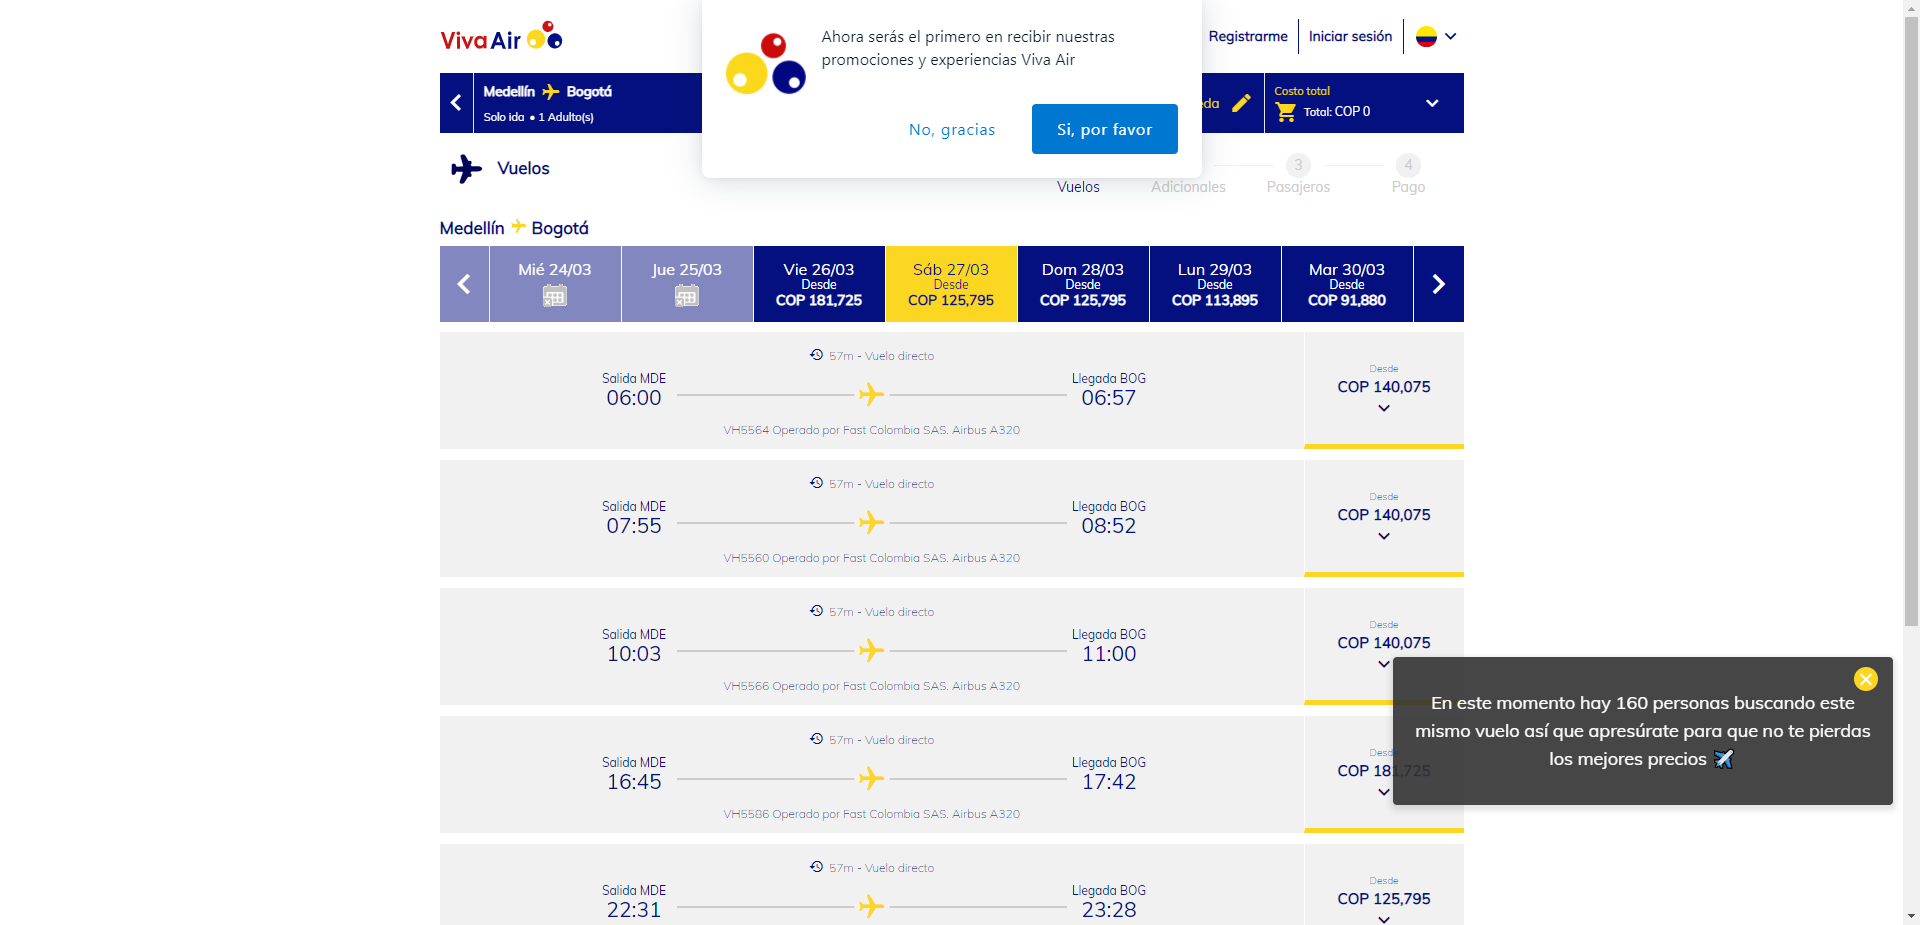 Viva Air
Ahora serás el primero en recibir nuestras
promociones y experiencias Viva Air
No, gracias
Si, por favor
Registrarme
Iniciar sesión
Medellín Bogotá
Solo ida • 1 Adulto(s)
Costo total
Total: COP 0
Vuelos
3
4
Vuelos
Adicionales
Pasajeros
Pago
Medellín Bogotá
Mié 24/03
Jue 25/03
Vie 26/03
Desde
COP 181,725
Sáb 27/03
Desde
COP 125,795
Dom 28/03
Desde
COP 125,795
Lun 29/03
Desde
COP 113,895
Mar 30/03
Desde
COP 91,880
57m - Vuelo directo
Salida MDE
06:00
Llegada BOG
06:57
VH5564 Operado por Fast Colombia SAS. Airbus A320
Desde
COP 140,075
57m - Vuelo directo
Salida MDE
07:55
Llegada BOG
08:52
VH5560 Operado por Fast Colombia SAS. Airbus A320
Desde
COP 140,075
57m - Vuelo directo
Salida MDE
10:03
Llegada BOG
11:00
VH5566 Operado por Fast Colombia SAS. Airbus A320
Desde
COP 140,075
57m - Vuelo directo
Salida MDE
16:45
Llegada BOG
17:42
VH5586 Operado por Fast Colombia SAS. Airbus A320
Desde
COP 181,725
En este momento hay 160 personas buscando este
mismo vuelo así que apresúrate para que no te pierdas
los mejores precios
57m - Vuelo directo
Salida MDE
22:31
Llegada BOG
23:28
Desde
COP 125,795